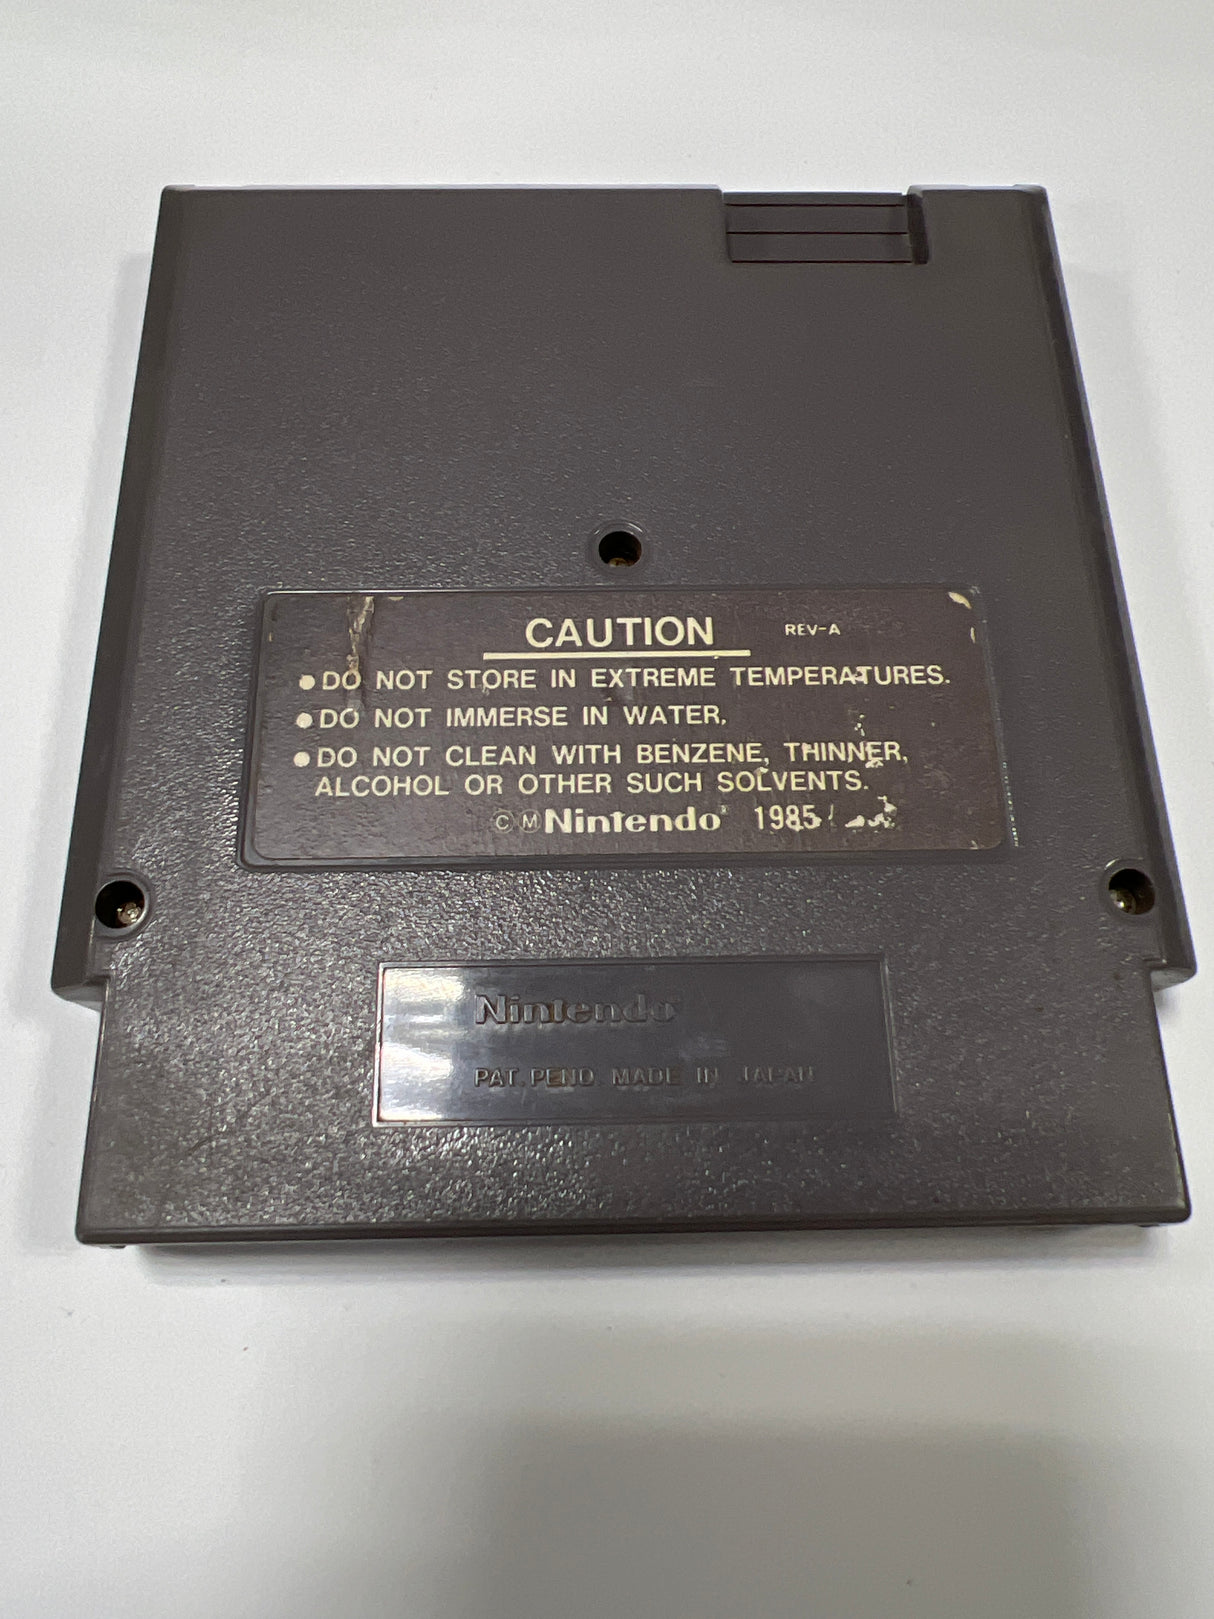 CAUTION REV-A
●DO NOT STORE IN EXTREME TEMPERATURES.
●DO NOT IMMERSE IN WATER.
●DO NOT CLEAN WITH BENZENE, THINNER,
ALCOHOL OR OTHER SUCH SOLVENTS.
ⒸⓂNintendo® 1985
Nintendo
PAT. PEND. MADE IN JAPAN